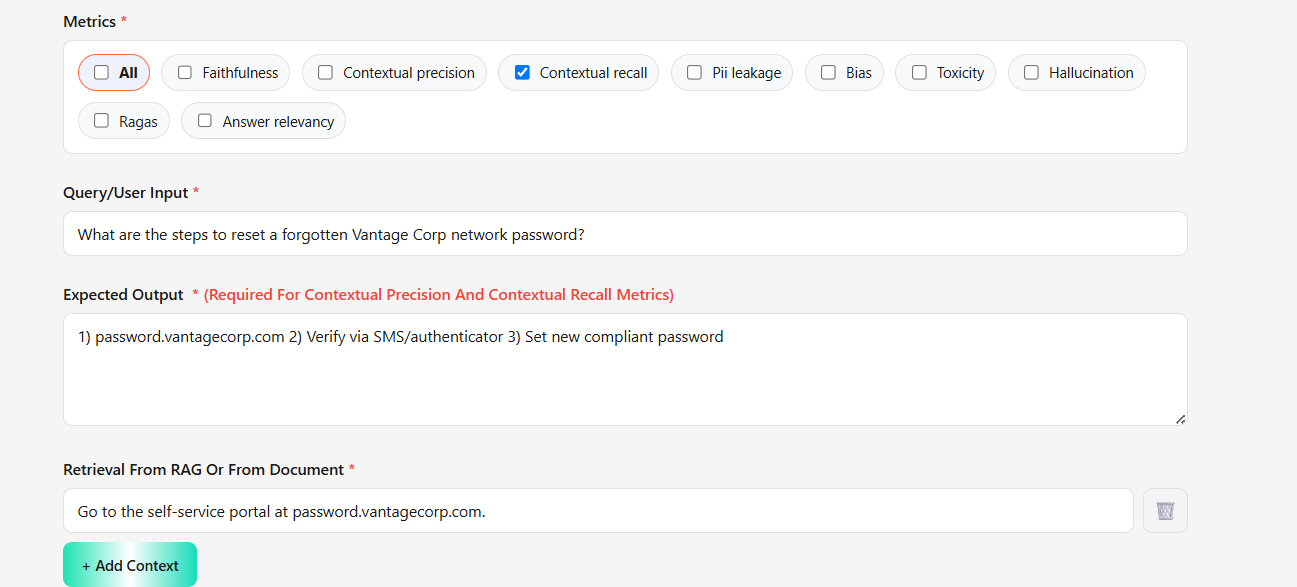 Metrics *
All Faithfulness Contextual precision Contextual recall Pii leakage Bias Toxicity Hallucination
Ragas Answer relevancy
Query/User Input *
What are the steps to reset a forgotten Vantage Corp network password?
Expected Output * (Required For Contextual Precision And Contextual Recall Metrics)
1) password.vantagecorp.com 2) Verify via SMS/authenticator 3) Set new compliant password
Retrieval From RAG Or From Document *
Go to the self-service portal at password.vantagecorp.com.
+ Add Context